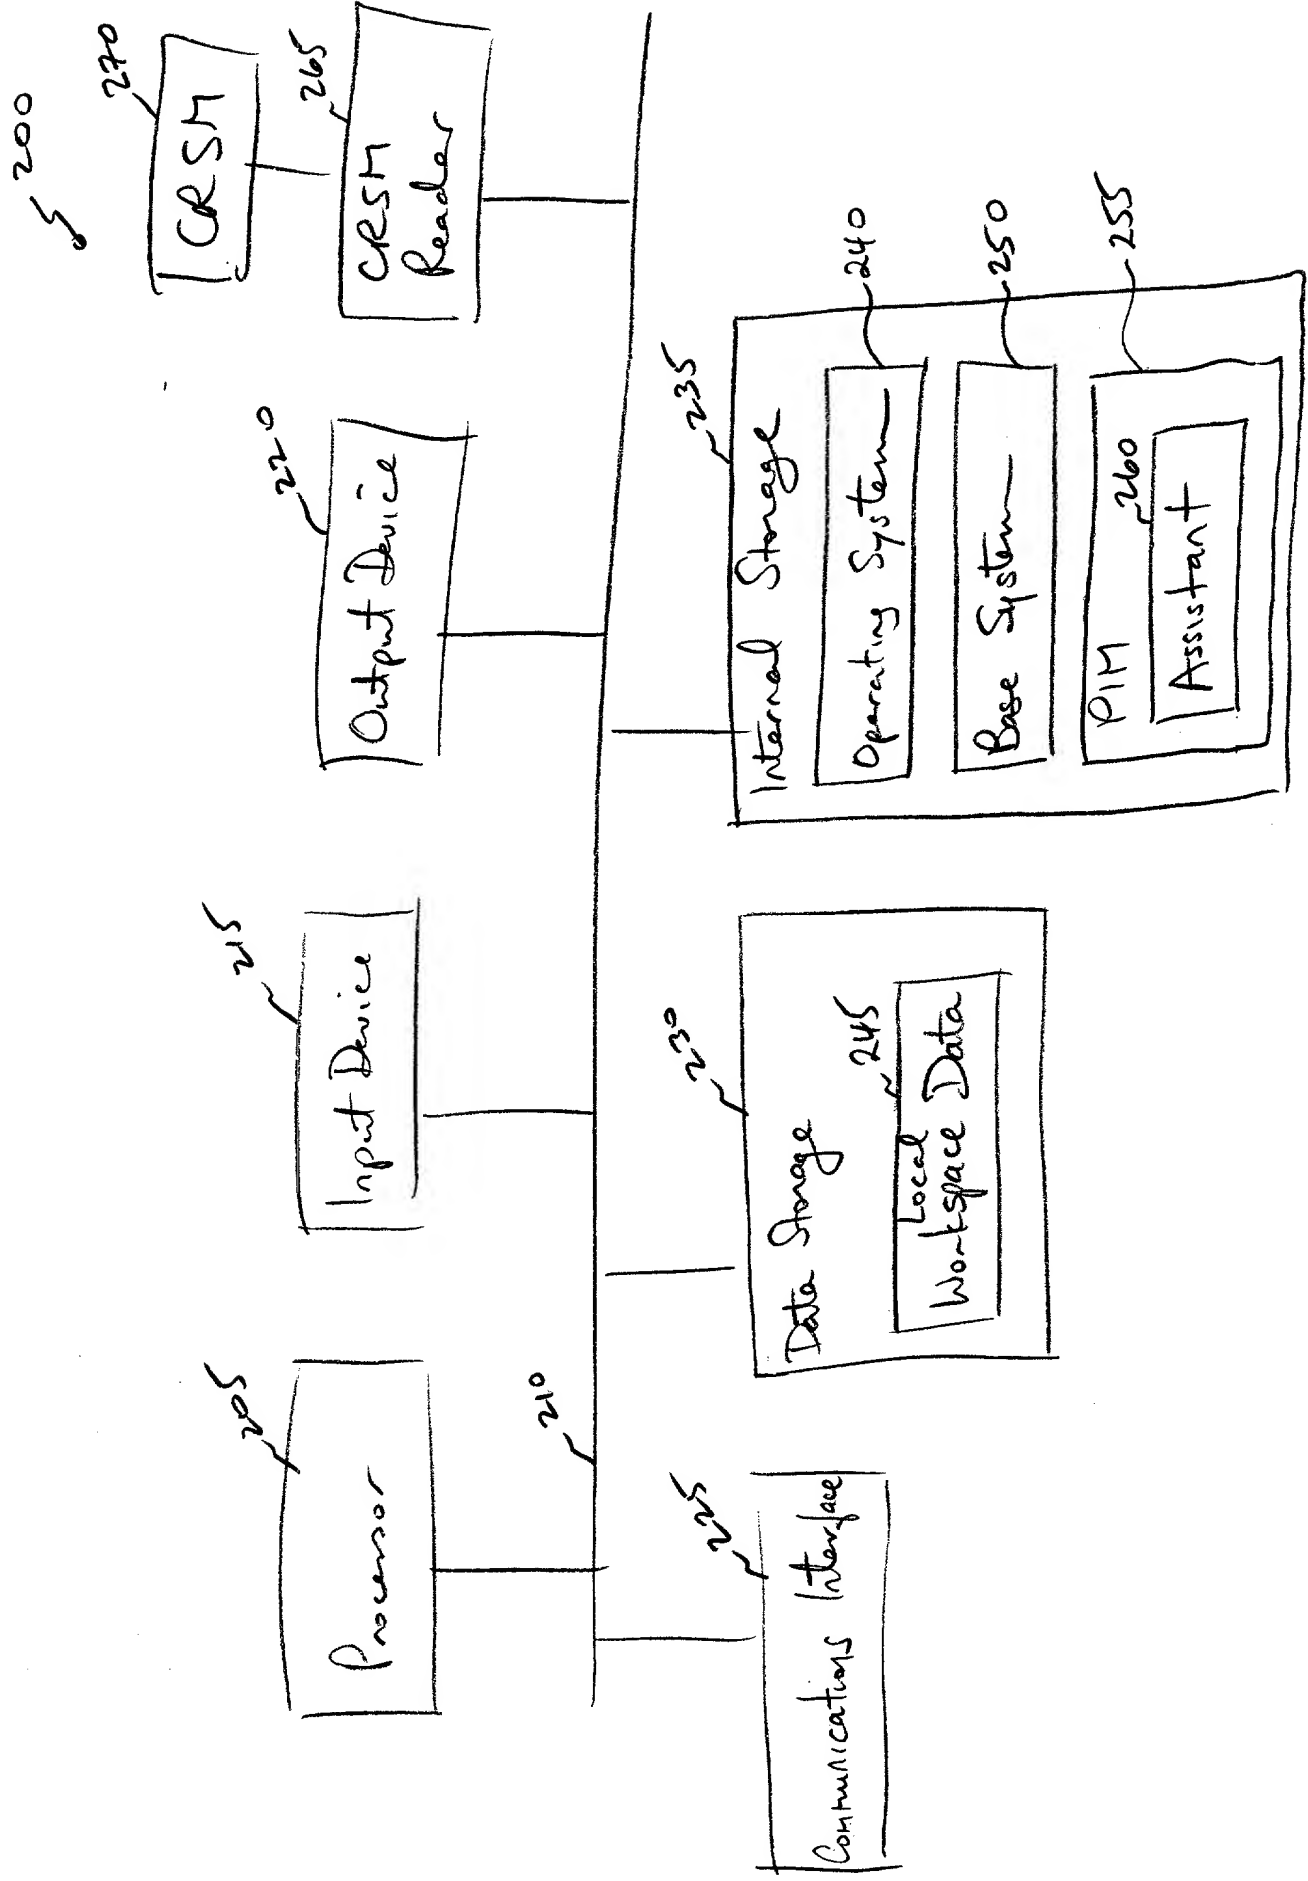 200
205
Processor
215
Input Device
220
Output Device
270
CRSM
265
CRSM
Reader
210
225
Communications Interface
230
Data Storage
245
Local
Workspace Data
235
Internal Storage
Operating System
240
Base System
250
PIM
255
260
Assistant